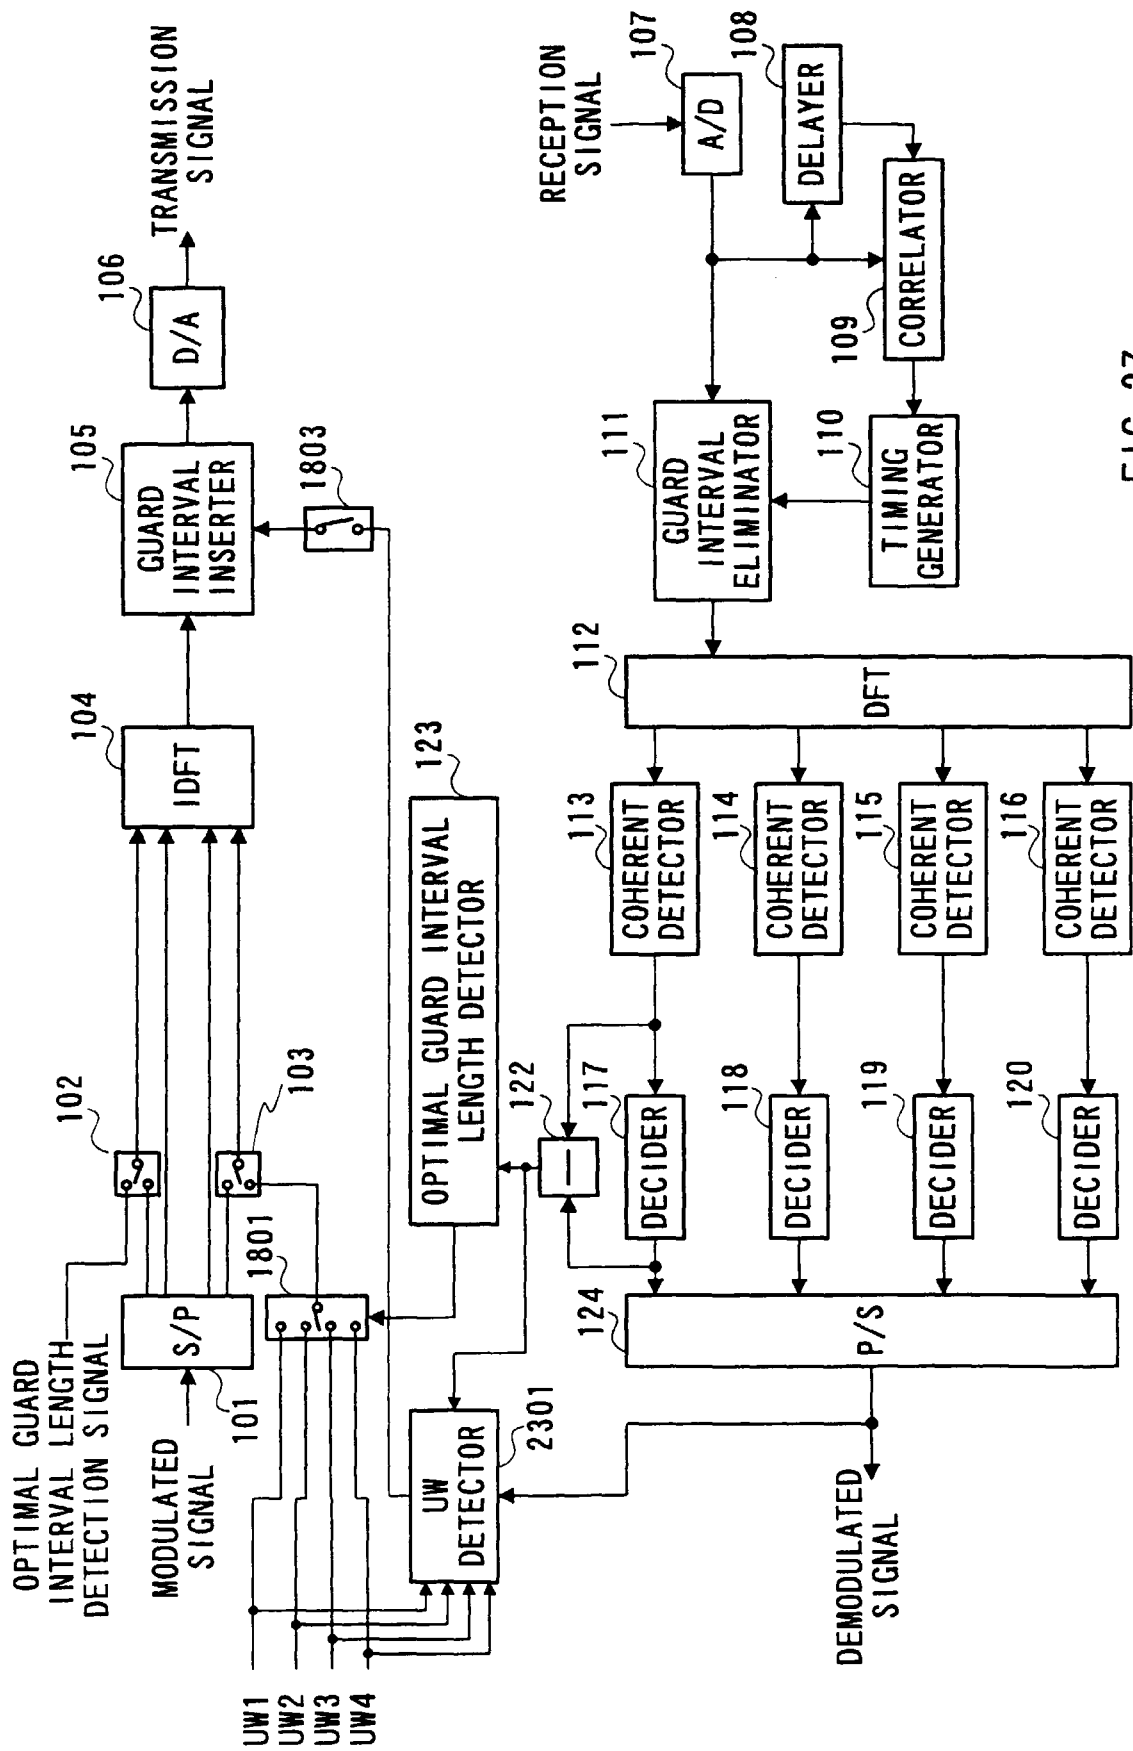 OPTIMAL GUARD
INTERVAL LENGTH
DETECTION SIGNAL
MODULATED
SIGNAL
101
S/P
102
103
104
IDFT
105
GUARD
INTERVAL
INSERTER
106
D/A
TRANSMISSION
SIGNAL
1803
1801
UW1
UW2
UW3
UW4
UW
DETECTOR
2301
123
OPTIMAL GUARD INTERVAL
LENGTH DETECTOR
122
RECEPTION
SIGNAL
107
A/D
108
DELAYER
109
CORRELATOR
110
TIMING
GENERATOR
111
GUARD
INTERVAL
ELIMINATOR
112
DFT
113
COHERENT
DETECTOR
114
COHERENT
DETECTOR
115
COHERENT
DETECTOR
116
COHERENT
DETECTOR
117
DECIDER
118
DECIDER
119
DECIDER
120
DECIDER
124
P/S
DEMODULATED
SIGNAL